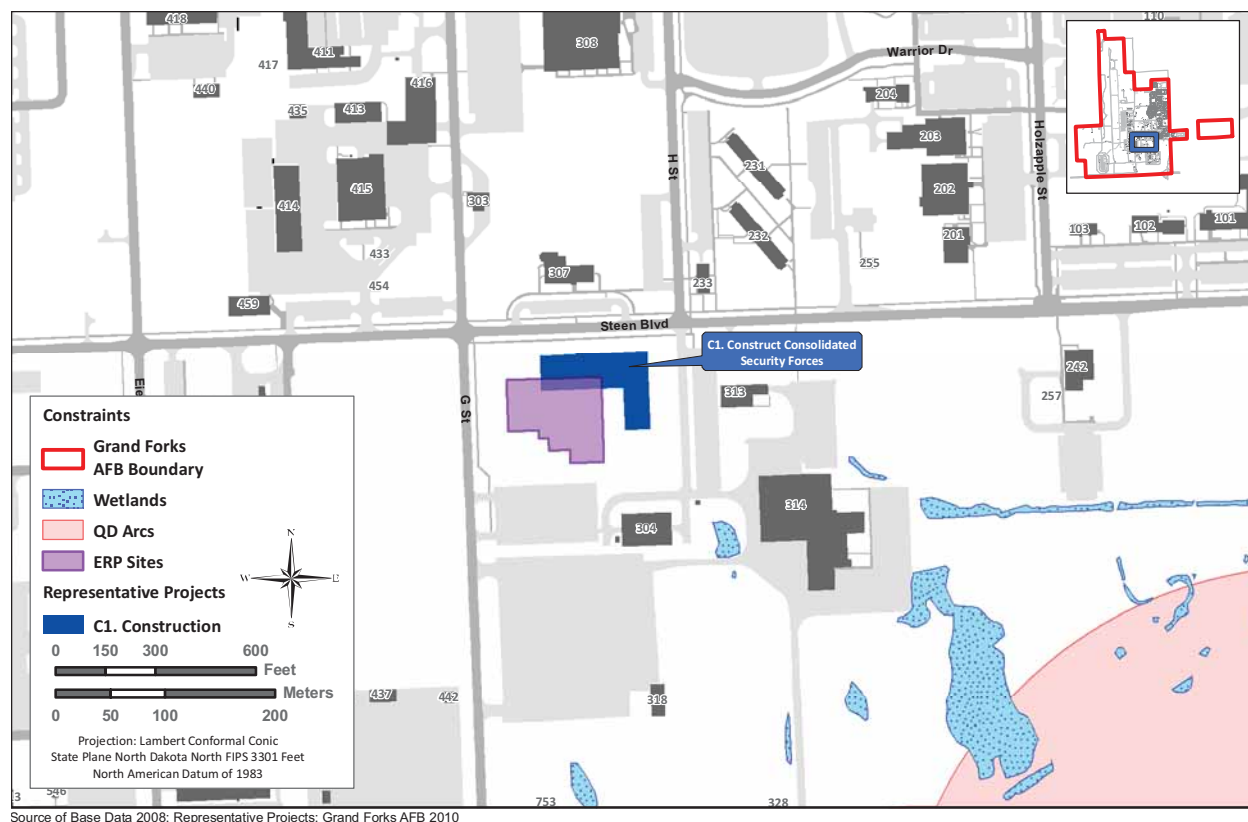 418
411
417
308
110
Warrior Dr
440
416
204
435
413
203
231
H St
Holzapple St
415
202
414
303
232
103
102
101
201
433
255
307
454
233
459
Steen Blvd
C1. Construct Consolidated
Security Forces
242
313
257
G St
Constraints
Grand Forks
AFB Boundary
Wetlands
QD Arcs
ERP Sites
N
W
E
S
Representative Projects
C1. Construction
0 150 300 600
Feet
Meters
0 50 100 200
Projection: Lambert Conformal Conic
State Plane North Dakota North FIPS 3301 Feet
North American Datum of 1983
314
304
437
442
318
546
753
328
Source of Base Data 2008; Representative Projects: Grand Forks AFB 2010